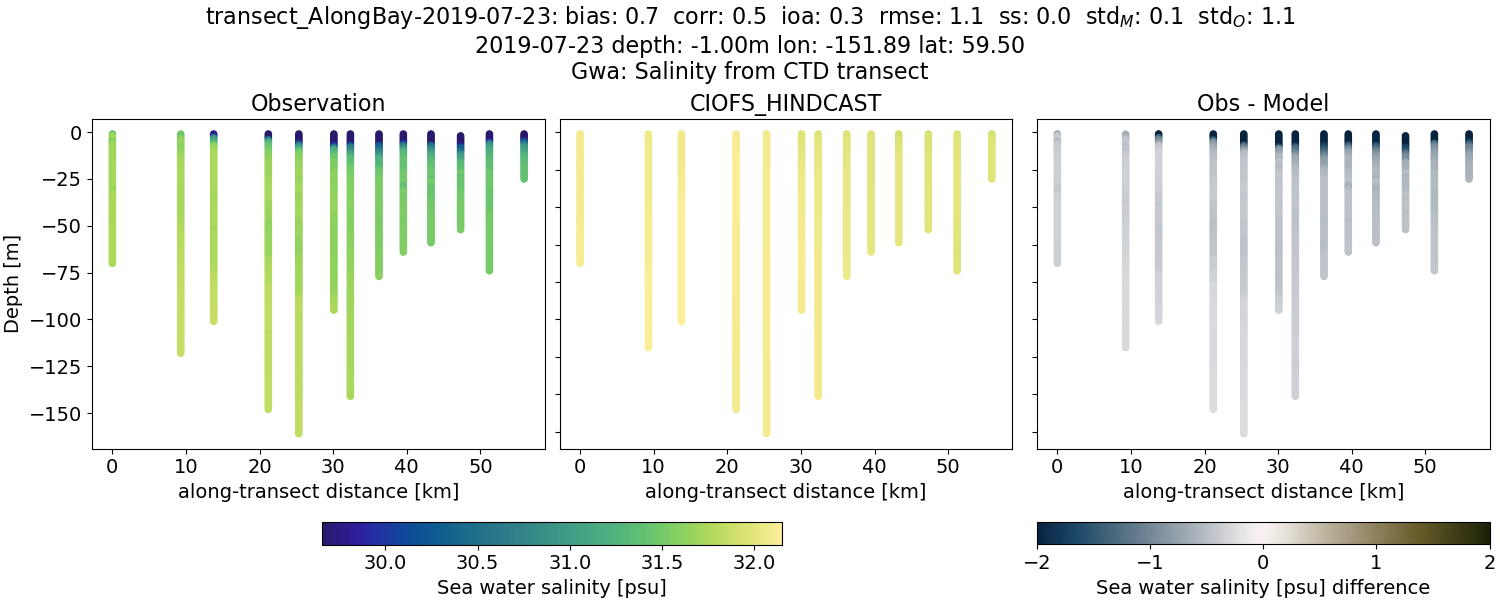 transect_AlongBay-2019-07-23: bias: 0.7 corr: 0.5 ioa: 0.3 rmse: 1.1 ss: 0.0 std_M: 0.1 std_O: 1.1
2019-07-23 depth: -1.00m lon: -151.89 lat: 59.50
Gwa: Salinity from CTD transect
Observation
CIOFS_HINDCAST
Obs - Model
Depth [m]
0
−25
−50
−75
−100
−125
−150
0 10 20 30 40 50
0 10 20 30 40 50
0 10 20 30 40 50
along-transect distance [km]
along-transect distance [km]
along-transect distance [km]
30.0 30.5 31.0 31.5 32.0
Sea water salinity [psu]
−2 −1 0 1 2
Sea water salinity [psu] difference